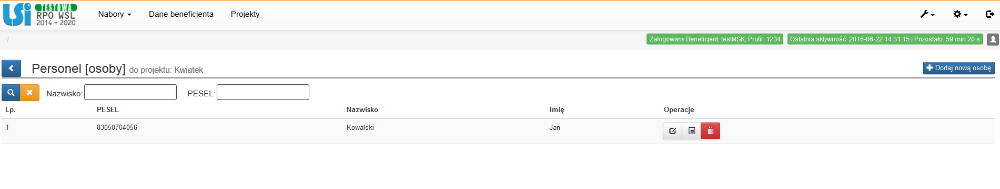 LSI TESTOWA
RPO WSL
2014 – 2020
Nabory Dane beneficjenta Projekty
/ Zalogowany Beneficjent: testMSK; Profil: 1234 Ostatnia aktywność: 2016-06-22 14:31:15 | Pozostało: 59 min 20 s
Personel [osoby] do projektu: Kwiatek Dodaj nową osobę
Nazwisko: PESEL:
Lp. PESEL Nazwisko Imię Operacje
1 83050704056 Kowalski Jan